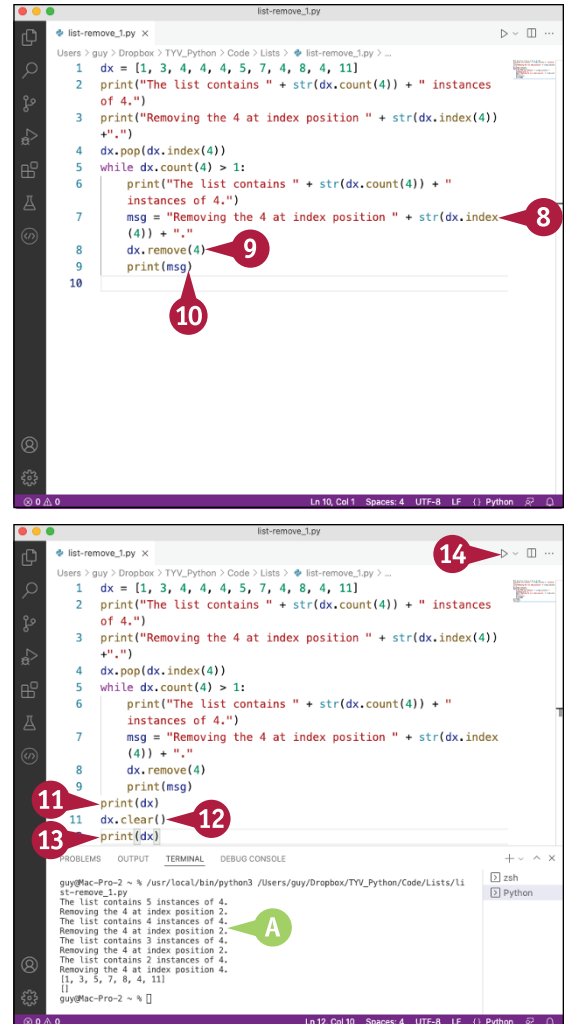 list-remove_1.py
list-remove_1.py ×
Users > guy > Dropbox > TYV_Python > Code > Lists > list-remove_1.py > ...
1 dx = [1, 3, 4, 4, 4, 5, 7, 4, 8, 4, 11]
2 print("The list contains " + str(dx.count(4)) + " instances
of 4.")
3 print("Removing the 4 at index position " + str(dx.index(4))
+".")
4 dx.pop(dx.index(4))
5 while dx.count(4) > 1:
6 print("The list contains " + str(dx.count(4)) + "
instances of 4.")
7 msg = "Removing the 4 at index position " + str(dx.index
8
(4)) + "."
8 dx.remove(4)
9
9 print(msg)
10
10
0 0
Ln 10, Col 1 Spaces: 4 UTF-8 LF {} Python
list-remove_1.py
list-remove_1.py ×
14
Users > guy > Dropbox > TYV_Python > Code > Lists > list-remove_1.py > ...
1 dx = [1, 3, 4, 4, 4, 5, 7, 4, 8, 4, 11]
2 print("The list contains " + str(dx.count(4)) + " instances
of 4.")
3 print("Removing the 4 at index position " + str(dx.index(4))
+".")
4 dx.pop(dx.index(4))
5 while dx.count(4) > 1:
6 print("The list contains " + str(dx.count(4)) + "
instances of 4.")
7 msg = "Removing the 4 at index position " + str(dx.index
(4)) + "."
8 dx.remove(4)
9 print(msg)
11
print(dx)
11 dx.clear()
12
13
print(dx)
PROBLEMS OUTPUT TERMINAL DEBUG CONSOLE
zsh
Python
guy@Mac-Pro-2 ~ % /usr/local/bin/python3 /Users/guy/Dropbox/TYV_Python/Code/Lists/li
st-remove_1.py
The list contains 5 instances of 4.
Removing the 4 at index position 2.
The list contains 4 instances of 4.
Removing the 4 at index position 2.
A
The list contains 3 instances of 4.
Removing the 4 at index position 2.
The list contains 2 instances of 4.
Removing the 4 at index position 4.
[1, 3, 5, 7, 8, 4, 11]
[]
guy@Mac-Pro-2 ~ %
0 0
Ln 12, Col 10 Spaces: 4 UTF-8 LF {} Python